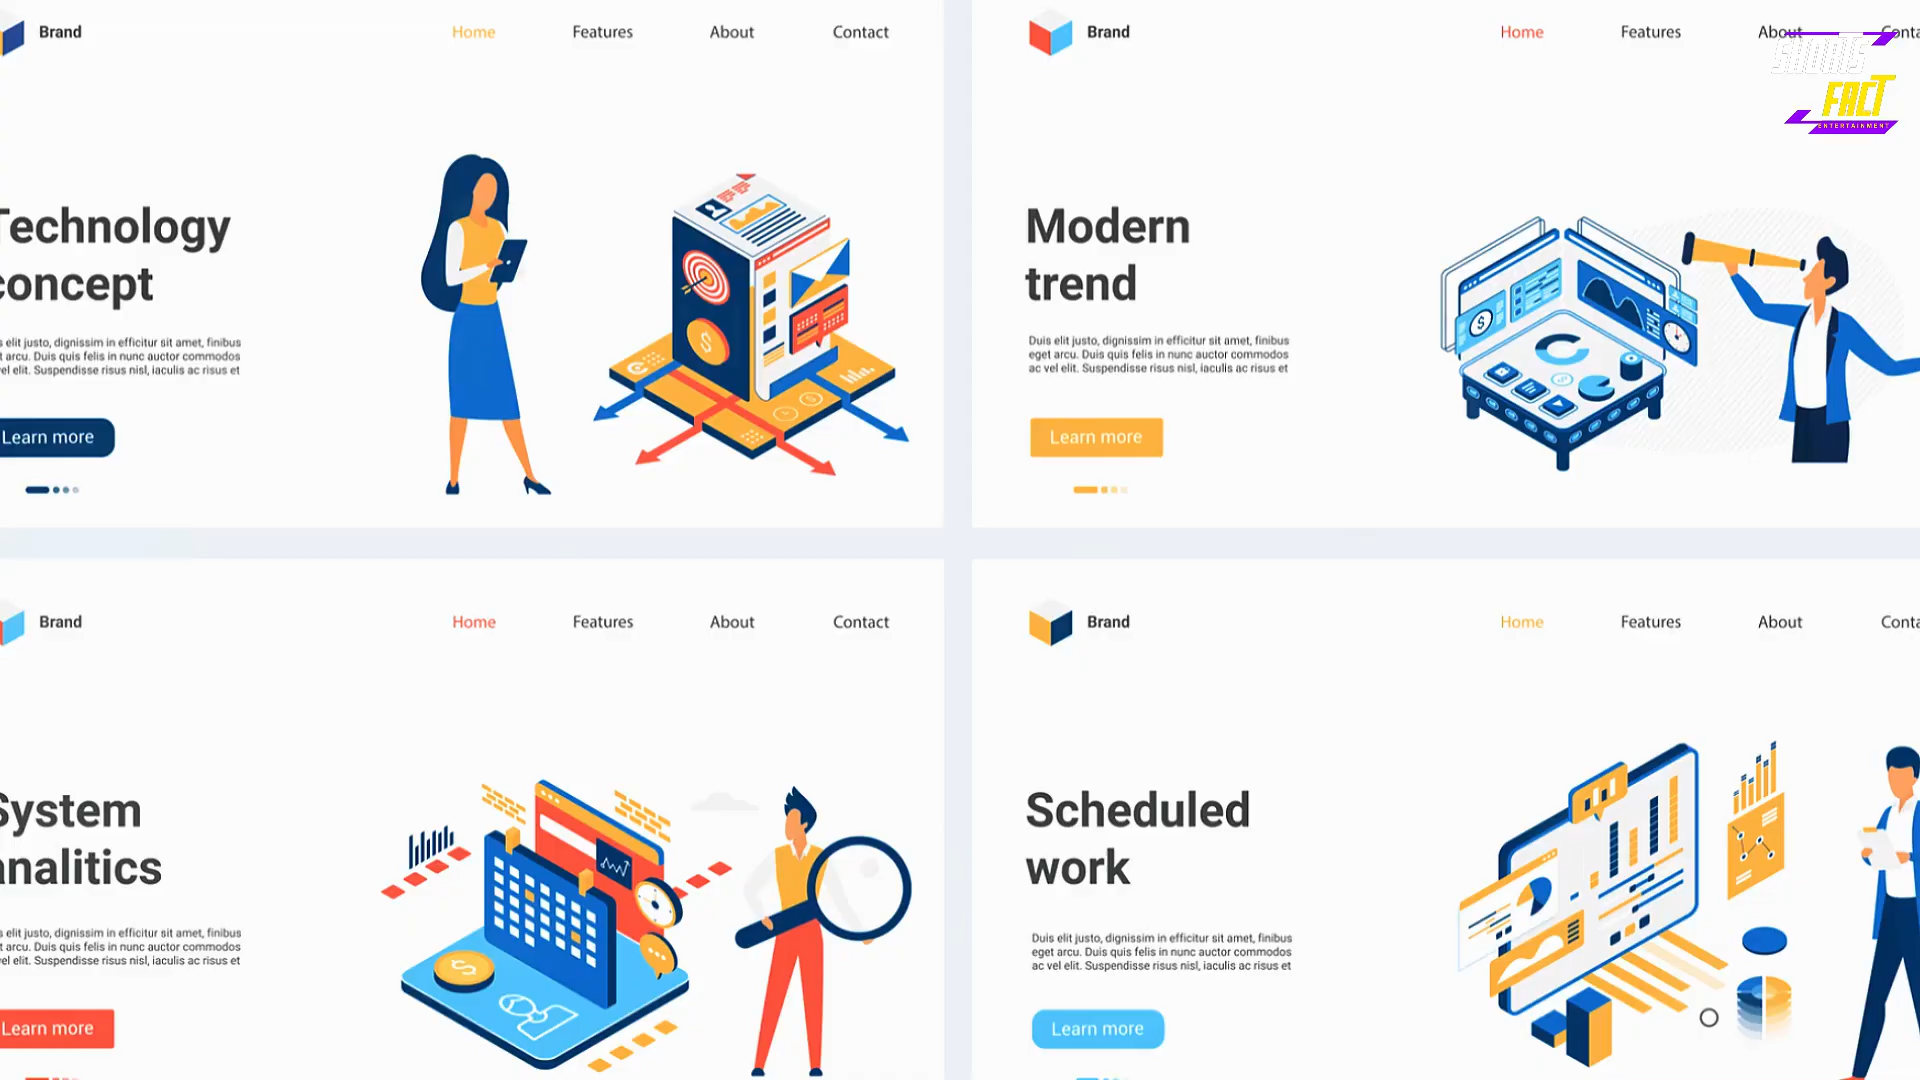 Brand
Home Features About Contact
Technology
concept
elit justo, dignissim in efficitur sit amet, finibus
arcu. Duis quis felis in nunc auctor commodos
vel elit. Suspendisse risus nisl, iaculis ac risus et
Learn more
Brand
Home Features About Conta
SHORTS
FACT
ENTERTAINMENT
Modern
trend
Duis elit justo, dignissim in efficitur sit amet, finibus
eget arcu. Duis quis felis in nunc auctor commodos
ac vel elit. Suspendisse risus nisl, iaculis ac risus et
Learn more
Brand
Home Features About Contact
System
analitics
elit justo, dignissim in efficitur sit amet, finibus
arcu. Duis quis felis in nunc auctor commodos
vel elit. Suspendisse risus nisl, iaculis ac risus et
Learn more
Brand
Home Features About Conta
Scheduled
work
Duis elit justo, dignissim in efficitur sit amet, finibus
eget arcu. Duis quis felis in nunc auctor commodos
ac vel elit. Suspendisse risus nisl, iaculis ac risus et
Learn more